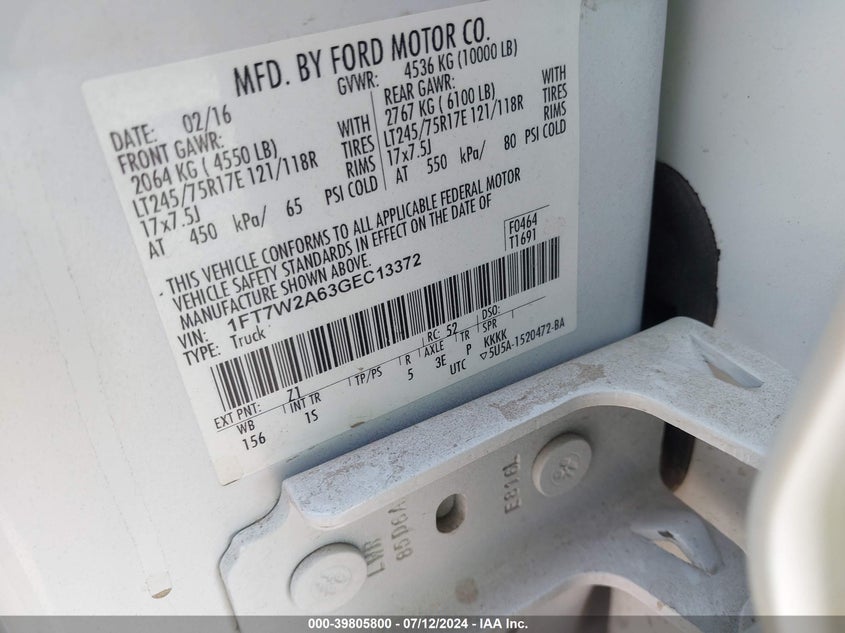 MFD. BY FORD MOTOR CO.
DATE: 02/16
GVWR: 4536 KG (10000 LB)
FRONT GAWR:
2064 KG ( 4550 LB) WITH
LT245/75R17E 121/118R TIRES
17x7.5J RIMS
AT 450 kPa/ 65 PSI COLD
REAR GAWR:
2767 KG ( 6100 LB) WITH
LT245/75R17E 121/118R TIRES
17x7.5J RIMS
AT 550 kPa/ 80 PSI COLD
THIS VEHICLE CONFORMS TO ALL APPLICABLE FEDERAL MOTOR
VEHICLE SAFETY STANDARDS IN EFFECT ON THE DATE OF
MANUFACTURE SHOWN ABOVE.
F0464
T1691
VIN: 1FT7W2A63GEC13372
TYPE: Truck
EXT PNT: Z1 RC: 52 DSO:
WB INT TR TP/PS R AXLE TR SPR
156 1S 5 3E P KKKK
UTC ▽5U5A-1520472-BA
LWR
85D6A
E816L
000-39805800 - 07/12/2024 - IAA Inc.